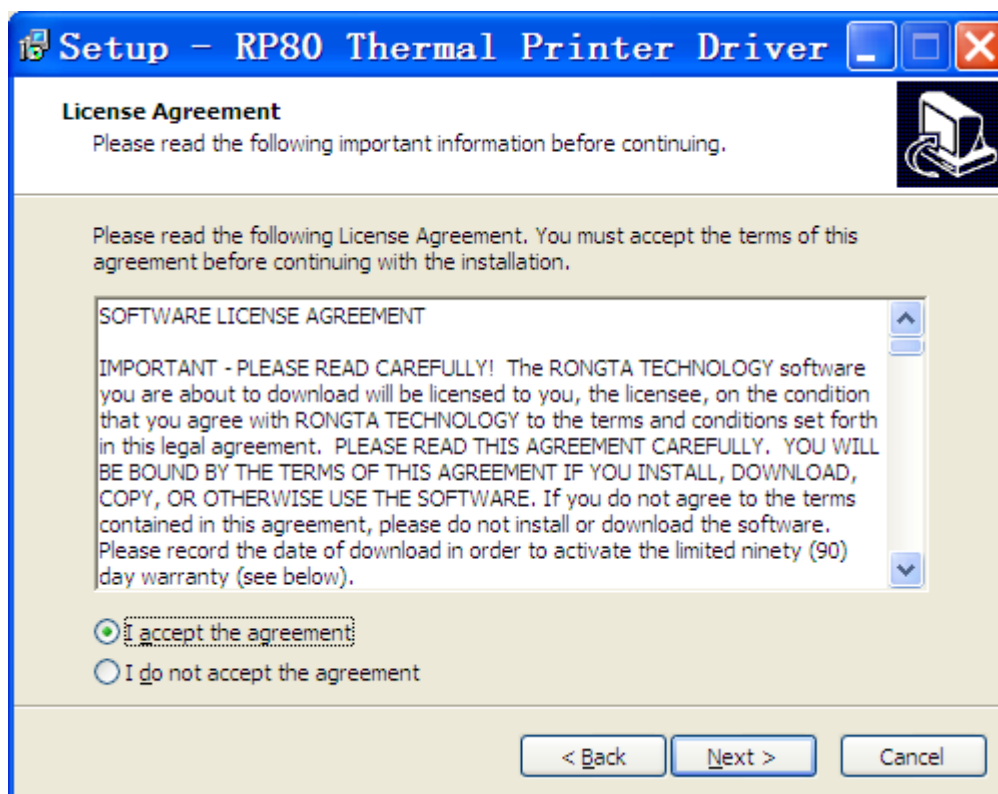 Setup - RP80 Thermal Printer Driver
License Agreement
Please read the following important information before continuing.
Please read the following License Agreement. You must accept the terms of this
agreement before continuing with the installation.
SOFTWARE LICENSE AGREEMENT
IMPORTANT - PLEASE READ CAREFULLY!  The RONGTA TECHNOLOGY software
you are about to download will be licensed to you, the licensee, on the condition
that you agree with RONGTA TECHNOLOGY to the terms and conditions set forth
in this legal agreement.  PLEASE READ THIS AGREEMENT CAREFULLY.  YOU WILL
BE BOUND BY THE TERMS OF THIS AGREEMENT IF YOU INSTALL, DOWNLOAD,
COPY, OR OTHERWISE USE THE SOFTWARE. If you do not agree to the terms
contained in this agreement, please do not install or download the software.
Please record the date of download in order to activate the limited ninety (90)
day warranty (see below).
I accept the agreement
I do not accept the agreement
< Back
Next >
Cancel